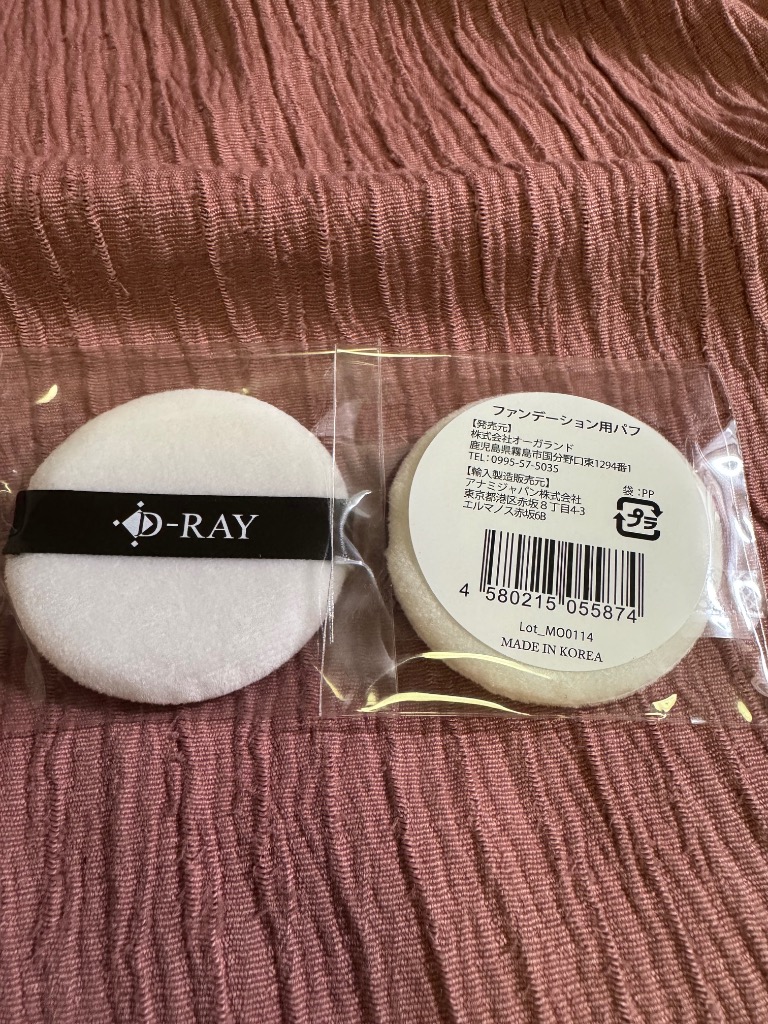 D-RAY
ファンデーション用パフ
【発売元】
株式会社オーガランド
鹿児島県霧島市国分野口東1294番1
TEL:0995-57-5035
【輸入製造販売元】
アナミジャパン株式会社
東京都港区赤坂8丁目4-3
エルマノス赤坂6B
袋:PP
プラ
4 580215 055874
Lot_MO0114
MADE IN KOREA